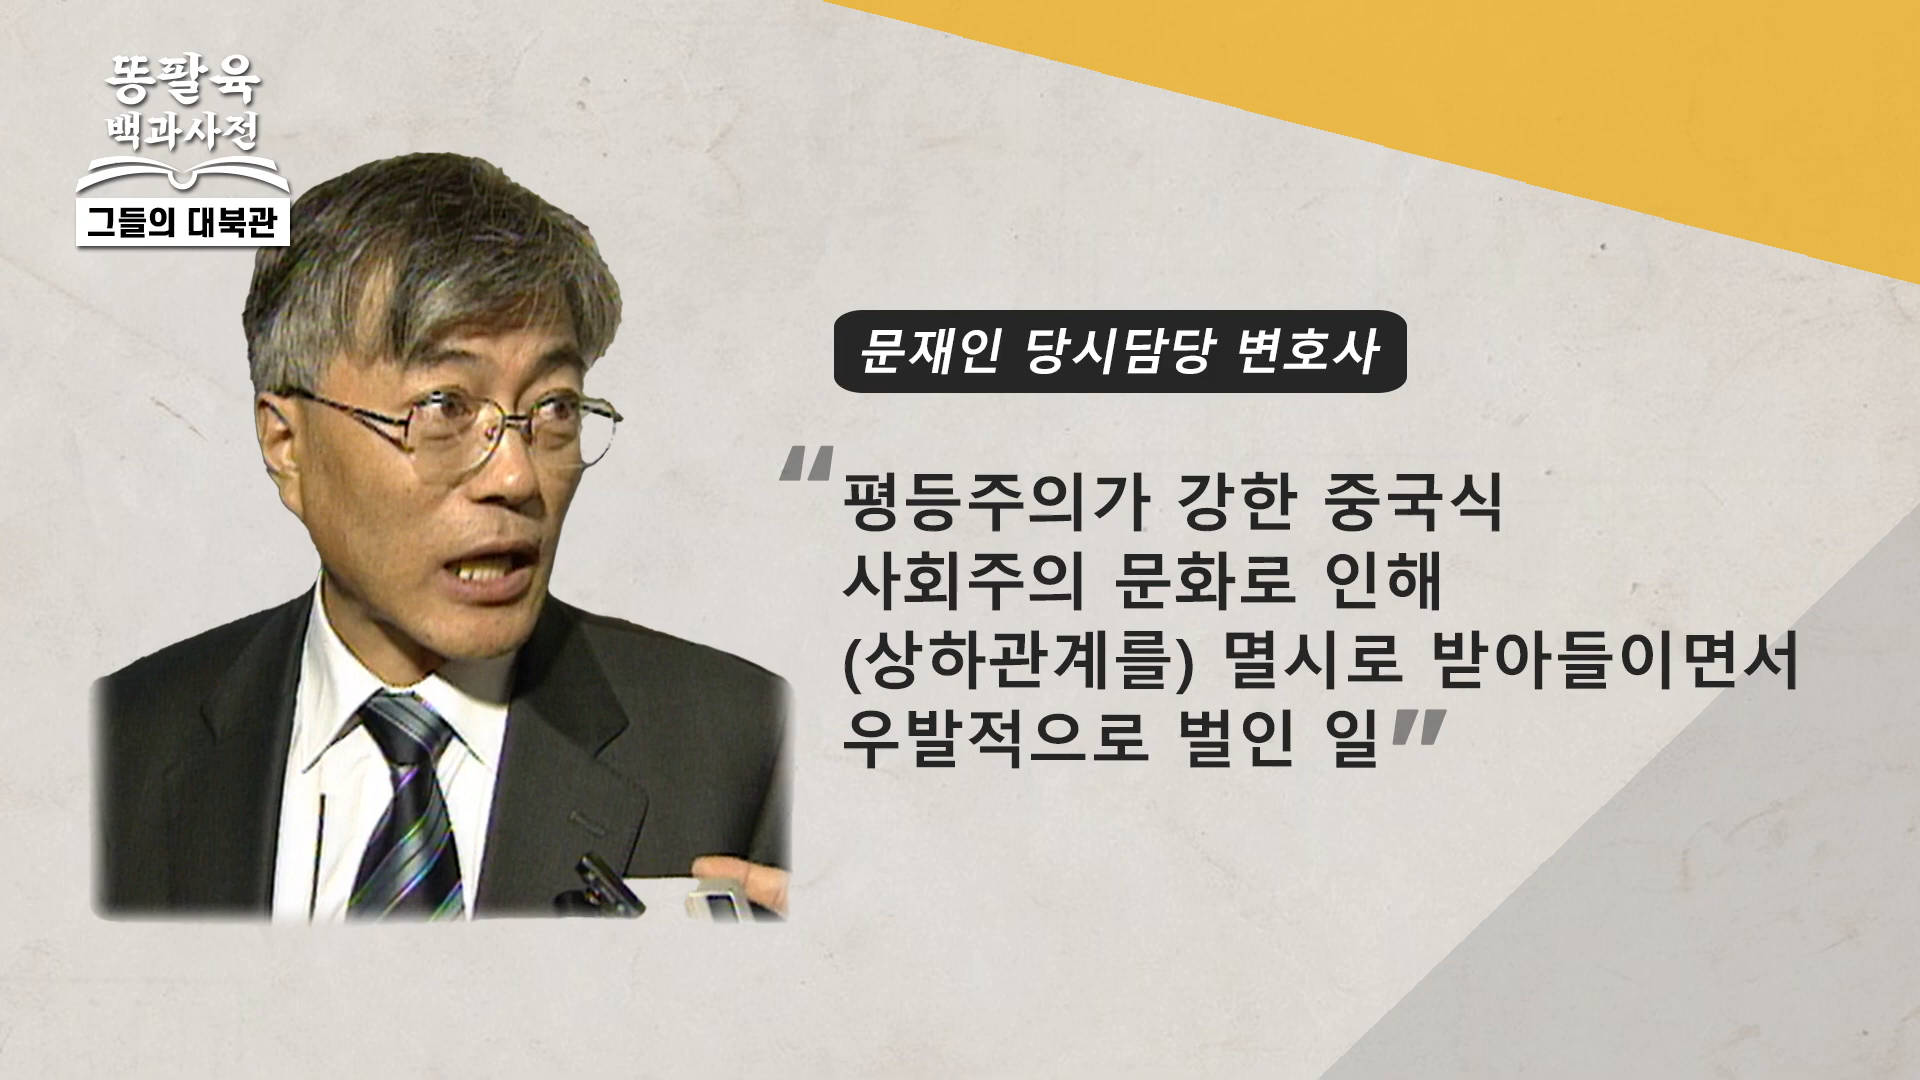 똥팔육
백과사전
그들의 대북관
문재인 당시담당 변호사
“평등주의가 강한 중국식
사회주의 문화로 인해
(상하관계를) 멸시로 받아들이면서
우발적으로 벌인 일”